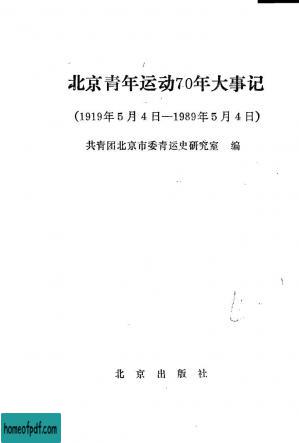 北京青年运动70年大事记
(1919年5月4日—1989年5月4日)
共青团北京市委青运史研究室 编
北京出版社
homeofpdf.com